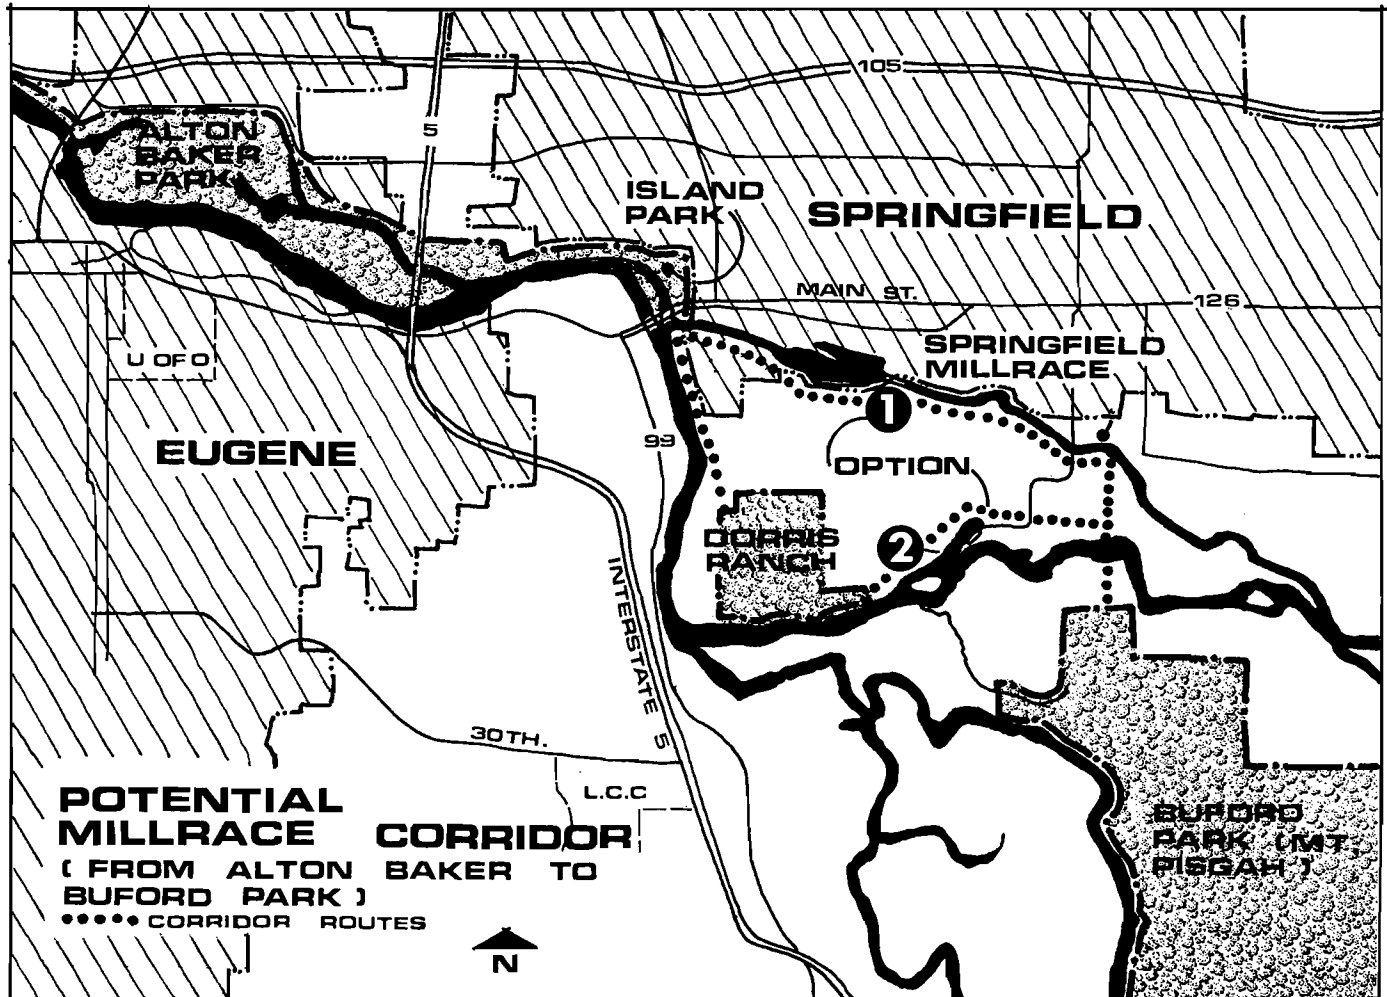 105
5
ALTON
BAKER
PARK
ISLAND
PARK
SPRINGFIELD
MAIN ST.
126
U OF O
SPRINGFIELD
MILLRACE
1
EUGENE
99
OPTION
DORRIS
RANCH
2
INTERSTATE 5
30TH.
L.C.C
POTENTIAL
MILLRACE CORRIDOR
( FROM ALTON BAKER TO
BUFORD PARK )
CORRIDOR ROUTES
N
BUFORD
PARK (MT.
PISGAH )